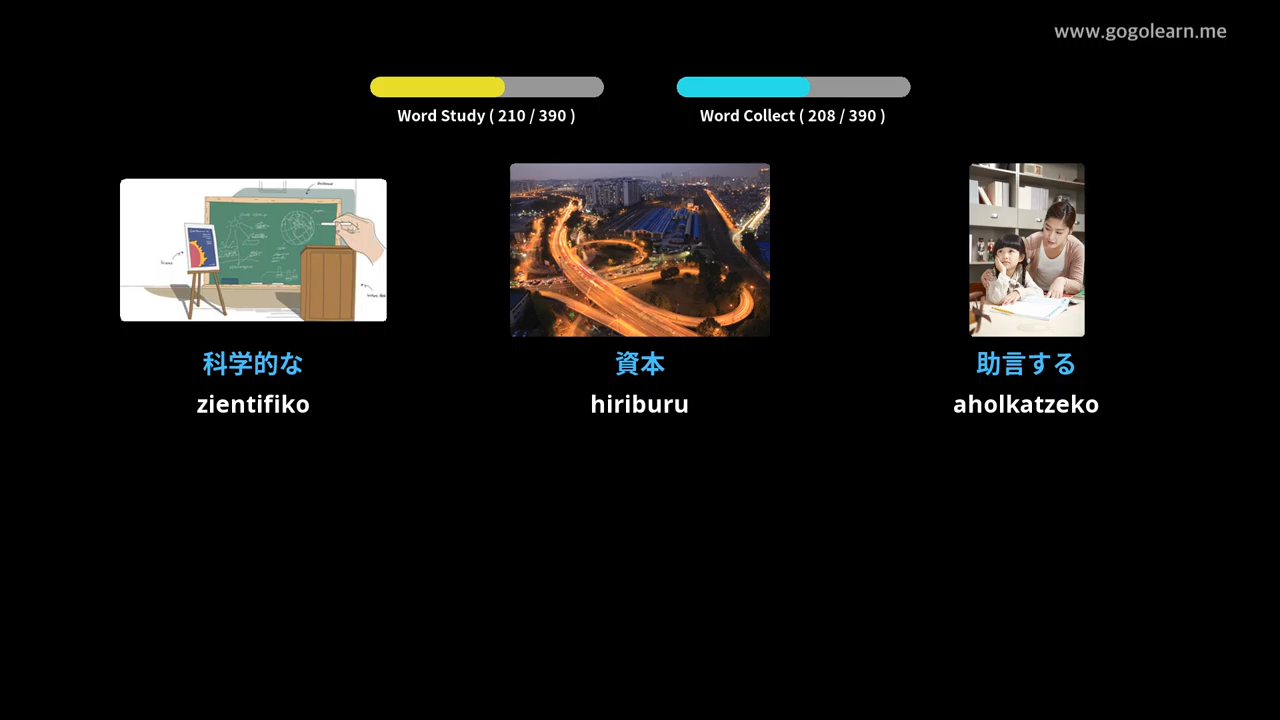 www.gogolearn.me
Word Study ( 210 / 390 )
Word Collect ( 208 / 390 )
科学的な
資本
助言する
zientifiko
hiriburu
aholkatzeko